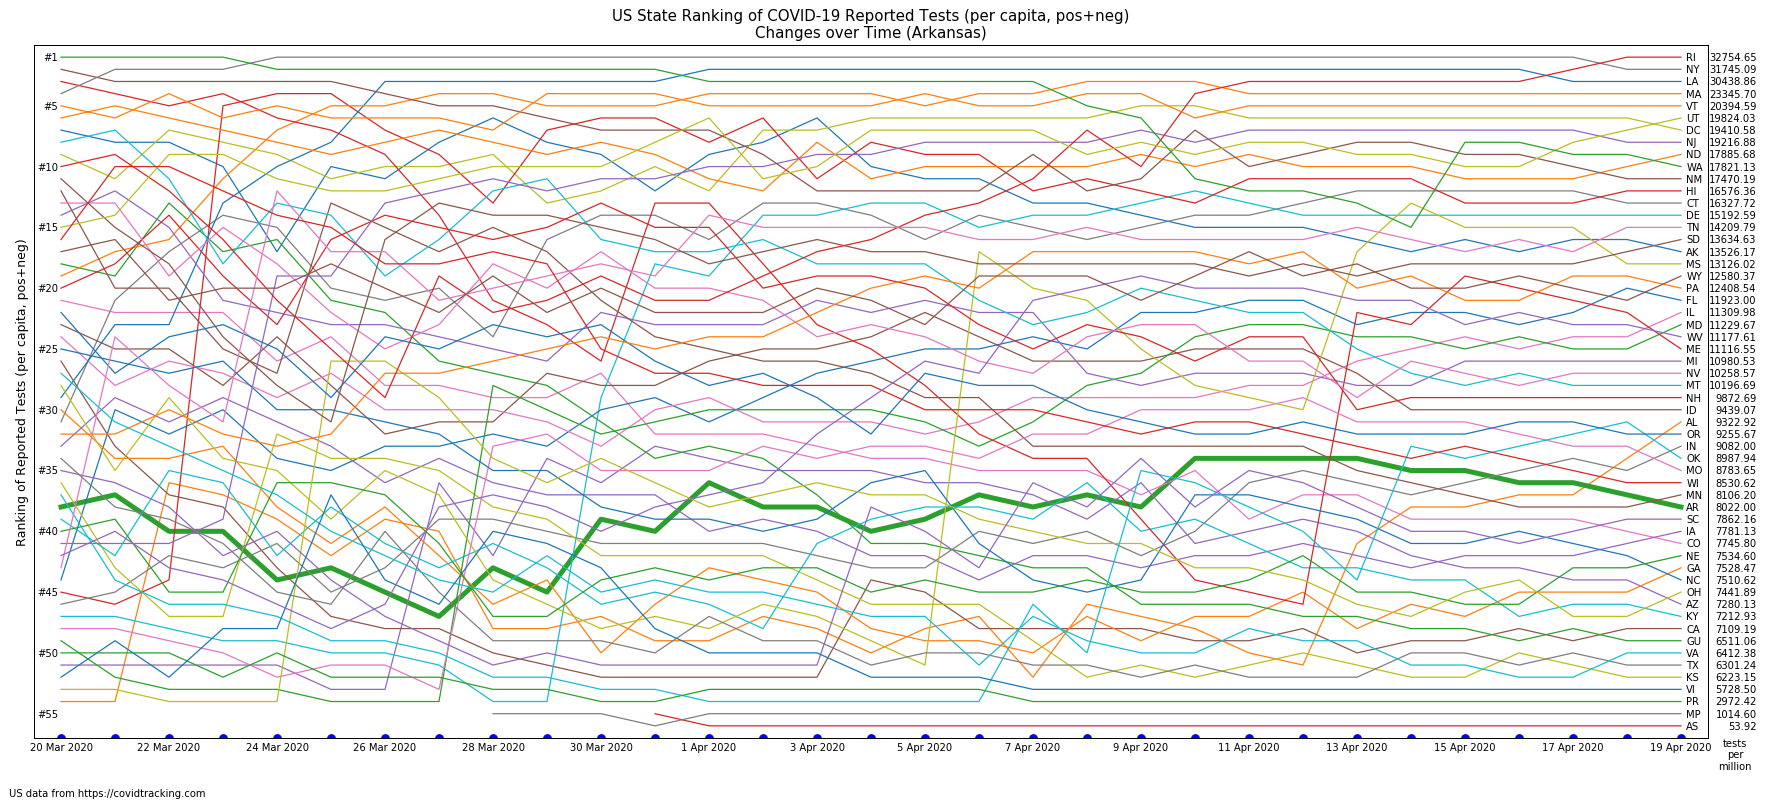 US State Ranking of COVID-19 Reported Tests (per capita, pos+neg)
Changes over Time (Arkansas)
Ranking of Reported Tests (per capita, pos+neg)
#1
#5
#10
#15
#20
#25
#30
#35
#40
#45
#50
#55
RI 32754.65
NY 31745.09
LA 30438.86
MA 23345.70
VT 20394.59
UT 19824.03
DC 19410.58
NJ 19216.88
ND 17885.68
WA 17821.13
NM 17470.19
HI 16576.36
CT 16327.72
DE 15192.59
TN 14209.79
SD 13634.63
AK 13526.17
MS 13126.02
WY 12580.37
PA 12408.54
FL 11923.00
IL 11309.98
MD 11229.67
WV 11177.61
ME 11116.55
MI 10980.53
NV 10258.57
MT 10196.69
NH 9872.69
ID 9439.07
AL 9322.92
OR 9255.67
IN 9082.00
OK 8987.94
MO 8783.65
WI 8530.62
MN 8106.20
AR 8022.00
SC 7862.16
IA 7781.13
CO 7745.80
NE 7534.60
GA 7528.47
NC 7510.62
OH 7441.89
AZ 7280.13
KY 7212.93
CA 7109.19
GU 6511.06
VA 6412.38
TX 6301.24
KS 6223.15
VI 5728.50
PR 2972.42
MP 1014.60
AS 53.92
20 Mar 2020 22 Mar 2020 24 Mar 2020 26 Mar 2020 28 Mar 2020 30 Mar 2020 1 Apr 2020 3 Apr 2020 5 Apr 2020 7 Apr 2020 9 Apr 2020 11 Apr 2020 13 Apr 2020 15 Apr 2020 17 Apr 2020 19 Apr 2020
tests
per
million
US data from https://covidtracking.com